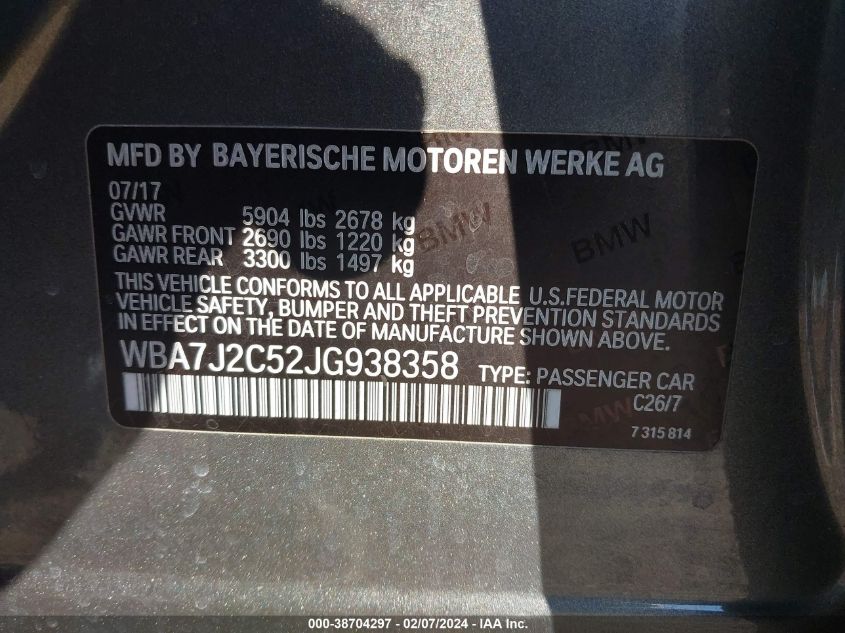 MFD BY BAYERISCHE MOTOREN WERKE AG
07/17
GVWR 5904 lbs 2678 kg
GAWR FRONT 2690 lbs 1220 kg
GAWR REAR 3300 lbs 1497 kg
THIS VEHICLE CONFORMS TO ALL APPLICABLE U.S.FEDERAL MOTOR
VEHICLE SAFETY, BUMPER AND THEFT PREVENTION STANDARDS
IN EFFECT ON THE DATE OF MANUFACTURE SHOWN ABOVE.
WBA7J2C52JG938358 TYPE: PASSENGER CAR
C26/7
7 315 814
BMW BMW
000-38704297 - 02/07/2024 - IAA Inc.